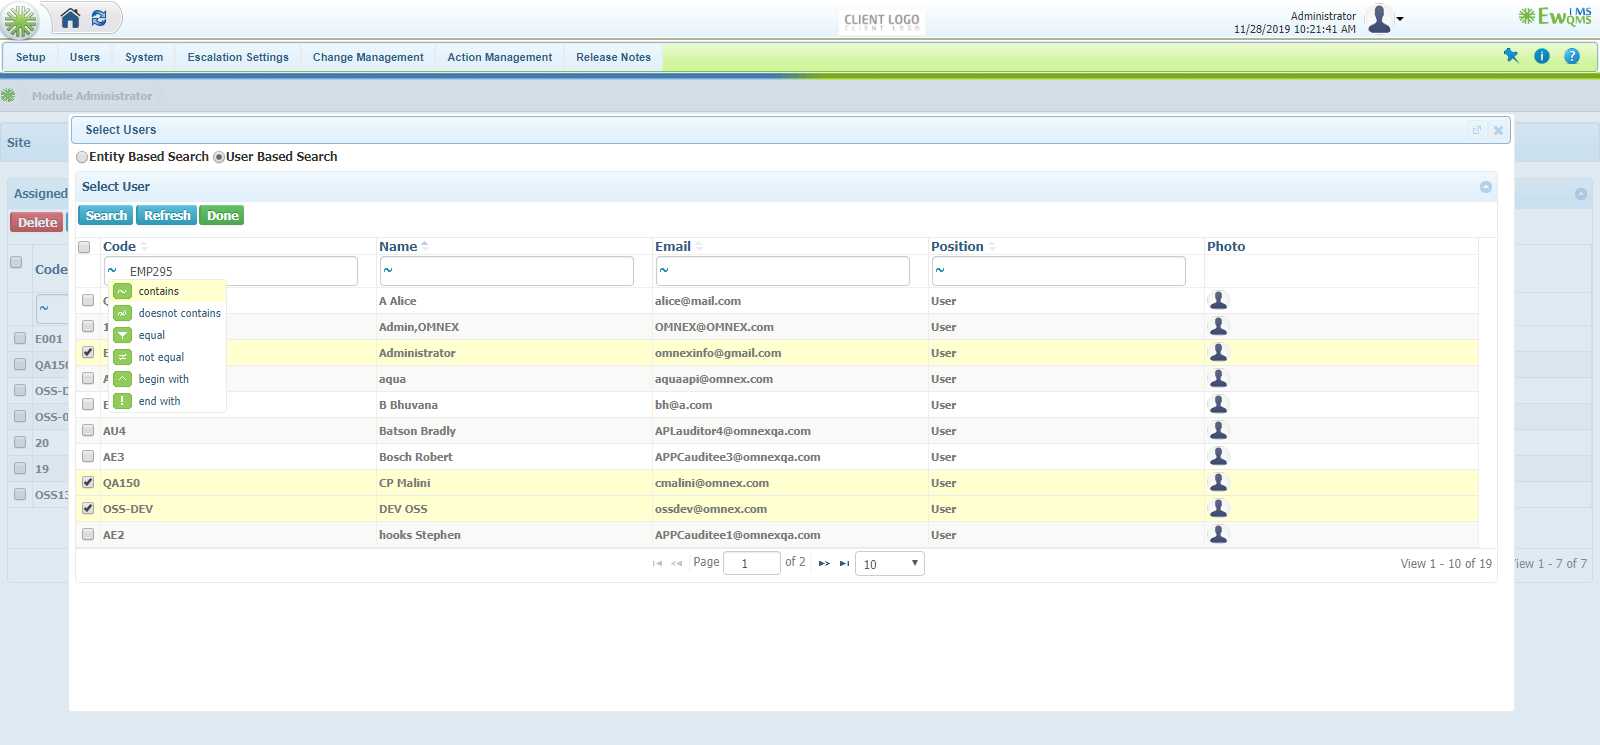 CLIENT LOGO
CLIENT LOGO
Administrator
11/28/2019 10:21:41 AM
EwQMS
IMS
Setup Users System Escalation Settings Change Management Action Management Release Notes
Module Administrator
Select Users
Site
Entity Based Search User Based Search
Select User
Assigned
Search Refresh Done
Delete
Code Name Email Position Photo
Code
~ EMP295 ~ ~ ~
~
contains
A Alice alice@mail.com User
doesnot contains
1 Admin,OMNEX OMNEX@OMNEX.com User
equal
E001
not equal
Administrator omnexinfo@gmail.com User
QA150
begin with
A aqua aquaapi@omnex.com User
OSS-D
end with
B Bhuvana bh@a.com User
OSS-0
AU4 Batson Bradly APLauditor4@omnexqa.com User
20
AE3 Bosch Robert APPCauditee3@omnexqa.com User
19
QA150 CP Malini cmalini@omnex.com User
OSS13
OSS-DEV DEV OSS ossdev@omnex.com User
AE2 hooks Stephen APPCauditee1@omnexqa.com User
Page 1 of 2 10 View 1 - 10 of 19
iew 1 - 7 of 7